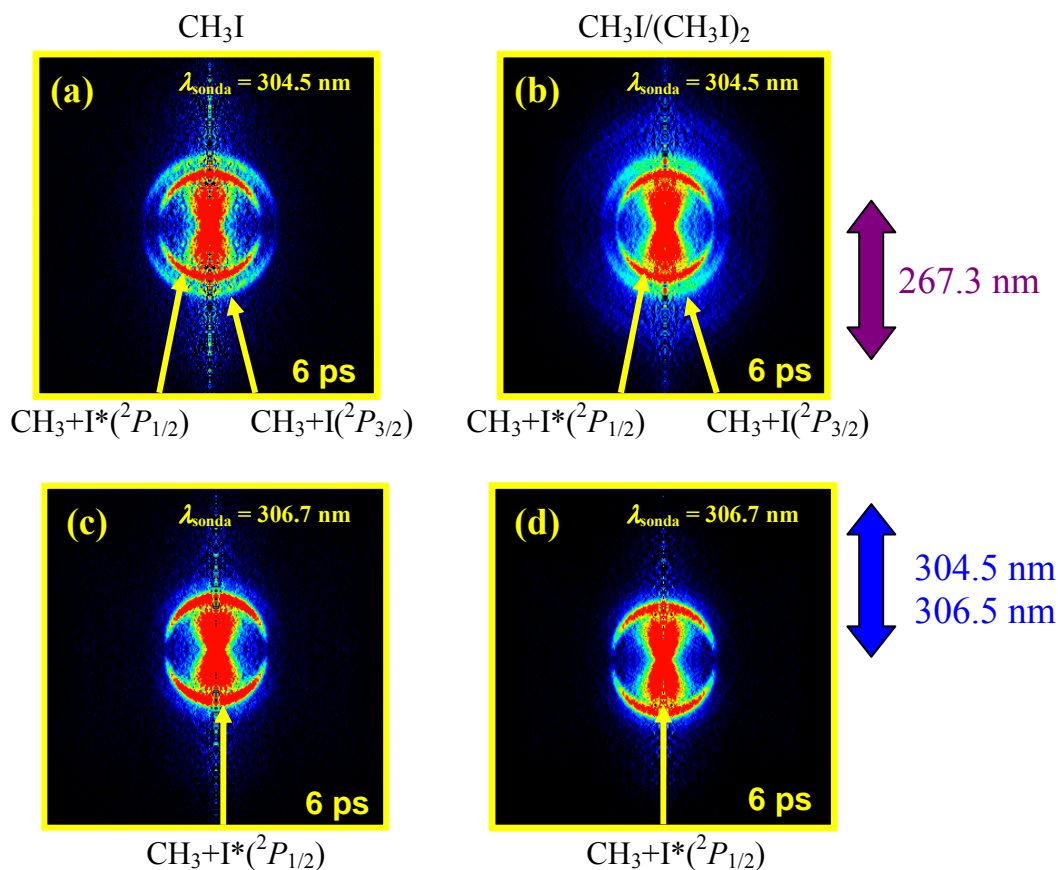 CH₃I
CH₃I/(CH₃I)₂
(a)
λsonda = 304.5 nm
6 ps
(b)
λsonda = 304.5 nm
6 ps
267.3 nm
CH₃+I*(²P₁/₂)
CH₃+I(²P₃/₂)
CH₃+I*(²P₁/₂)
CH₃+I(²P₃/₂)
(c)
λsonda = 306.7 nm
6 ps
(d)
λsonda = 306.7 nm
6 ps
304.5 nm
306.5 nm
CH₃+I*(²P₁/₂)
CH₃+I*(²P₁/₂)